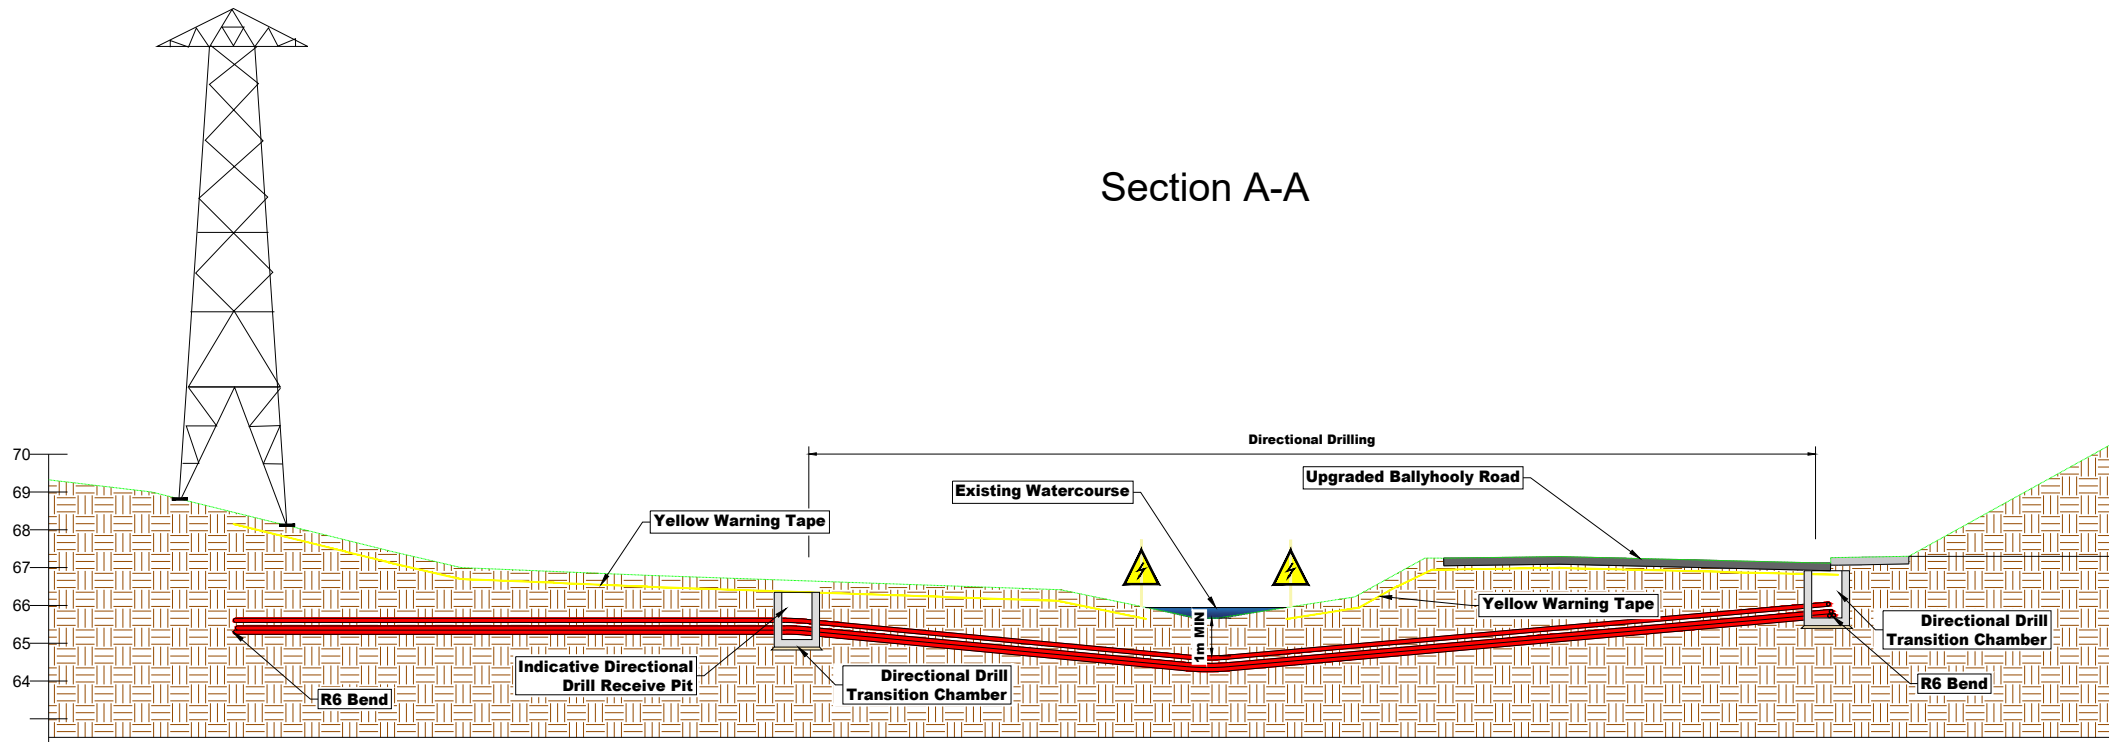 Section A-A
Directional Drilling
70
69
68
67
66
65
64
Upgraded Ballyhooly Road
Existing Watercourse
Yellow Warning Tape
1m MIN
Yellow Warning Tape
Directional Drill
Transition Chamber
Indicative Directional
Drill Receive Pit
Directional Drill
Transition Chamber
R6 Bend
R6 Bend